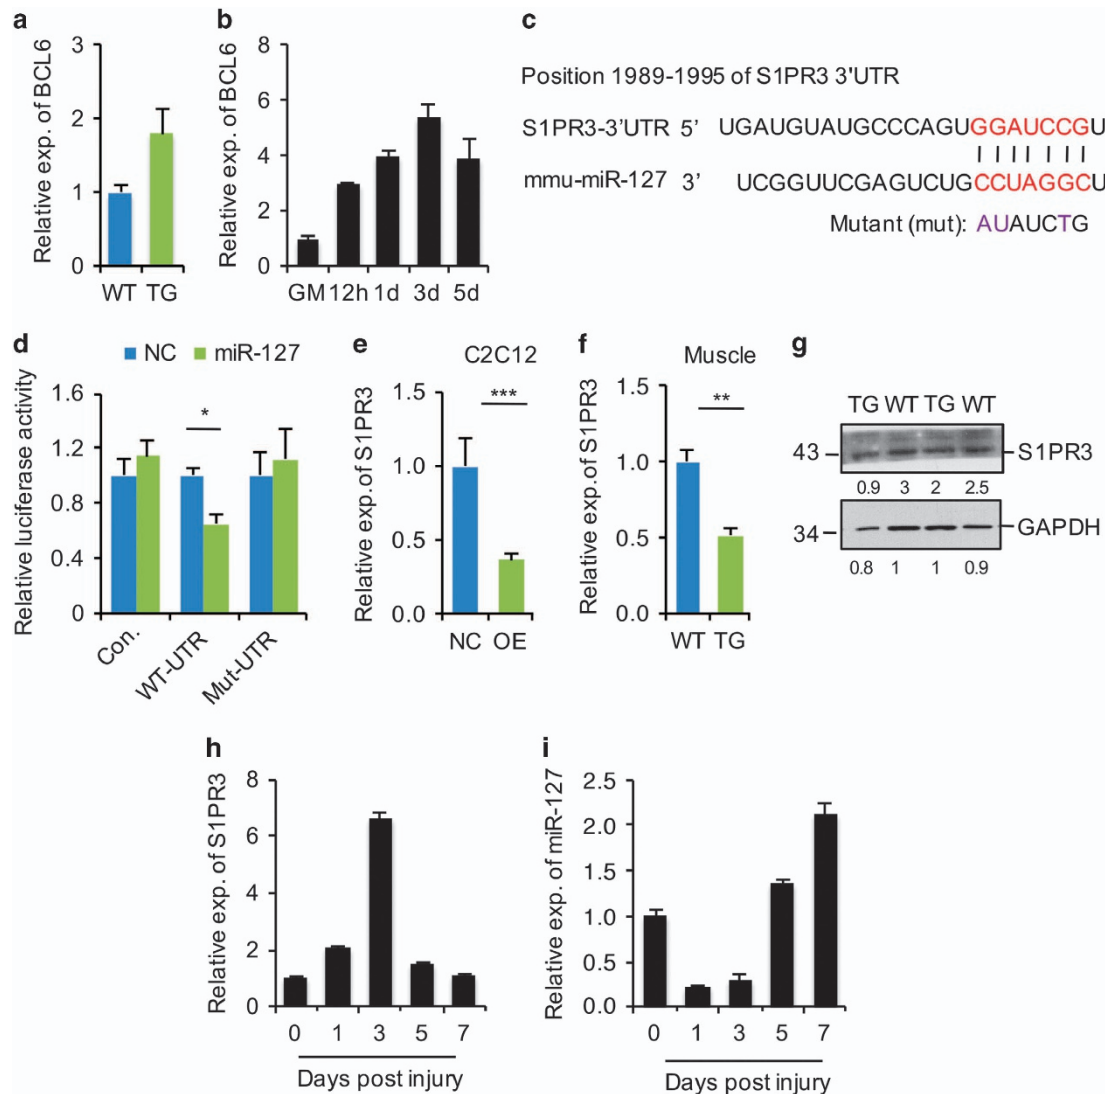 a
Relative exp. of BCL6
3
2
1
0
WT TG
b
Relative exp. of BCL6
8
6
4
2
0
GM 12h 1d 3d 5d
c
Position 1989-1995 of S1PR3 3'UTR
S1PR3-3'UTR 5’ UGAUGUAUGCCCAGUGGAUCCGU
mmu-miR-127 3’ UCGGUUCGAGUCUGCCUAGGCU
Mutant (mut): AUAUCTG
d
NC miR-127
Relative luciferase activity
1.6
1.2
0.8
0.4
0
*
Con. WT-UTR Mut-UTR
e
C2C12
Relative exp.of S1PR3
1.5
1.0
0.5
0.0
***
NC OE
f
Muscle
Relative exp.of S1PR3
1.5
1.0
0.5
0.0
**
WT TG
g
TG WT TG WT
43 S1PR3
0.9 3 2 2.5
34 GAPDH
0.8 1 1 0.9
h
Relative exp. of S1PR3
8
6
4
2
0
0 1 3 5 7
Days post injury
i
Relative exp. of miR-127
2.5
2.0
1.5
1.0
0.5
0.0
0 1 3 5 7
Days post injury